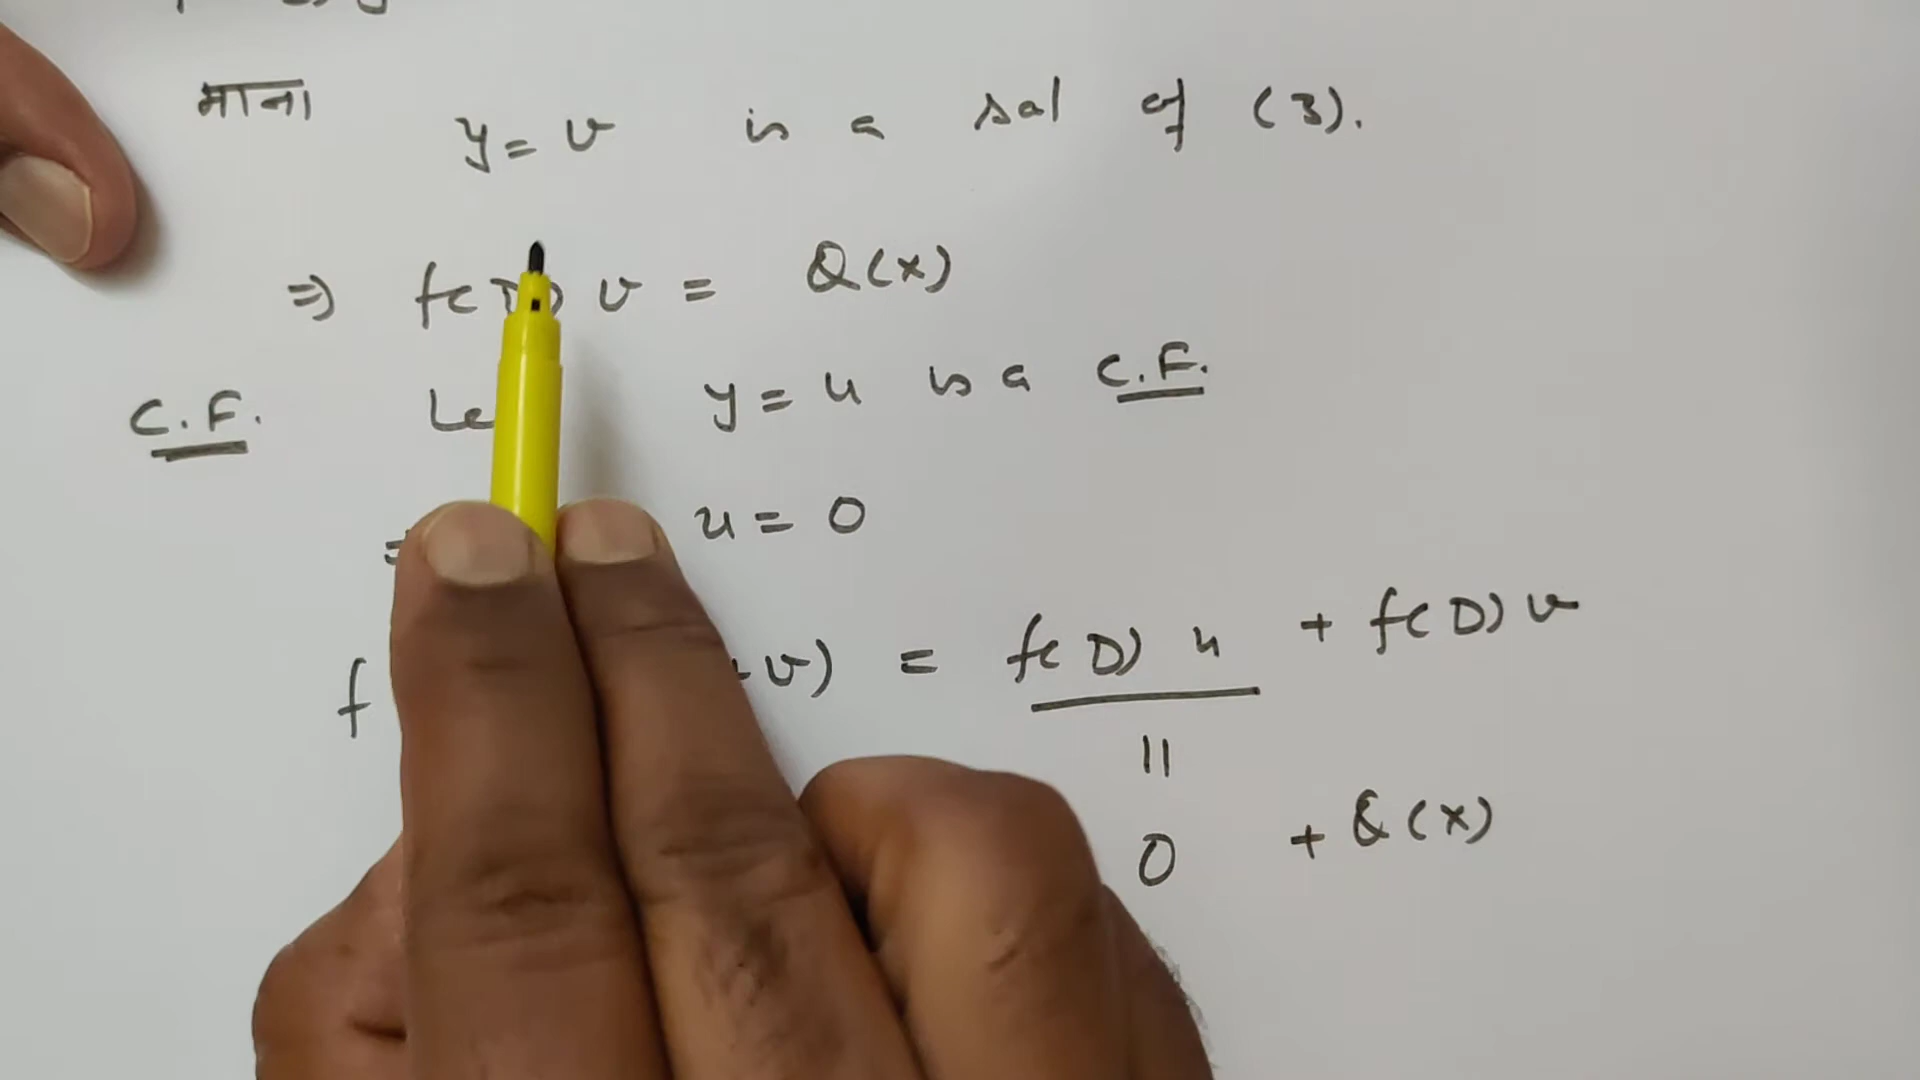 माना y = v is a sol of (3).
⇒ f(D) v = Q(x)
C.F. Le y = u is a C.F.
= u = 0
f v) = f(D) u + f(D) v
||
0 + Q(x)